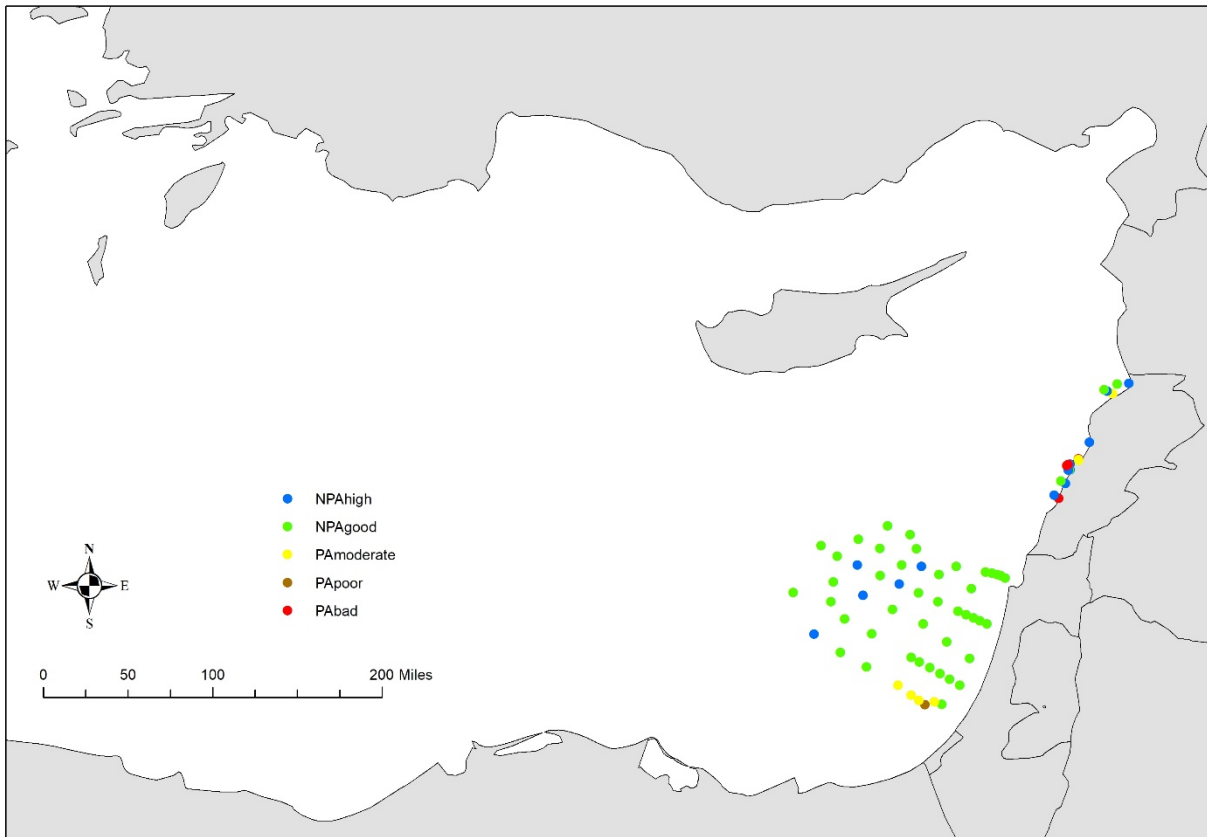 NPAhigh
NPAgood
PAmoderate
PApoor
PAbad
N
W E
S
0 50 100 200 Miles